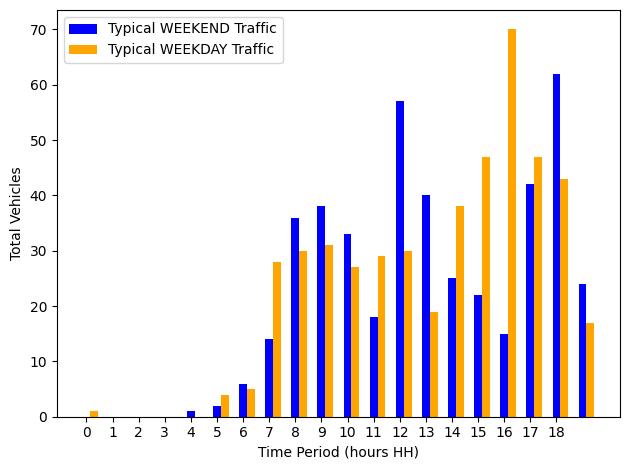 Typical WEEKEND Traffic
Typical WEEKDAY Traffic
70
60
50
40
30
20
10
0
Total Vehicles
0 1 2 3 4 5 6 7 8 9 10 11 12 13 14 15 16 17 18
Time Period (hours HH)